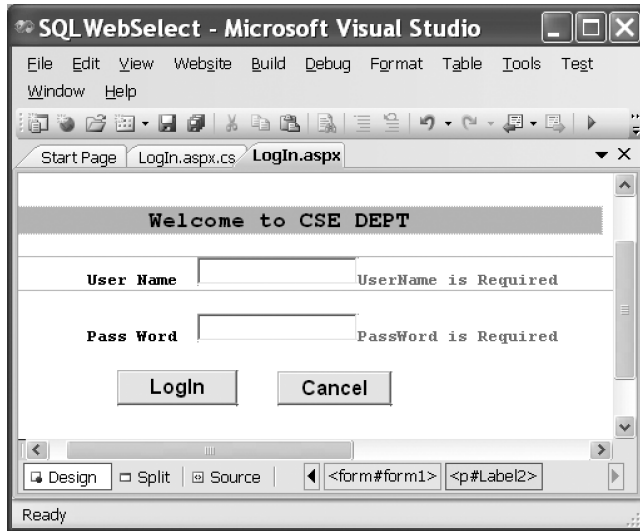 SQLWebSelect - Microsoft Visual Studio
File Edit View Website Build Debug Format Table Tools Test
Window Help
Start Page LogIn.aspx.cs LogIn.aspx
Welcome to CSE DEPT
User Name UserName is Required
Pass Word PassWord is Required
LogIn Cancel
Design Split Source <form#form1> <p#Label2>
Ready